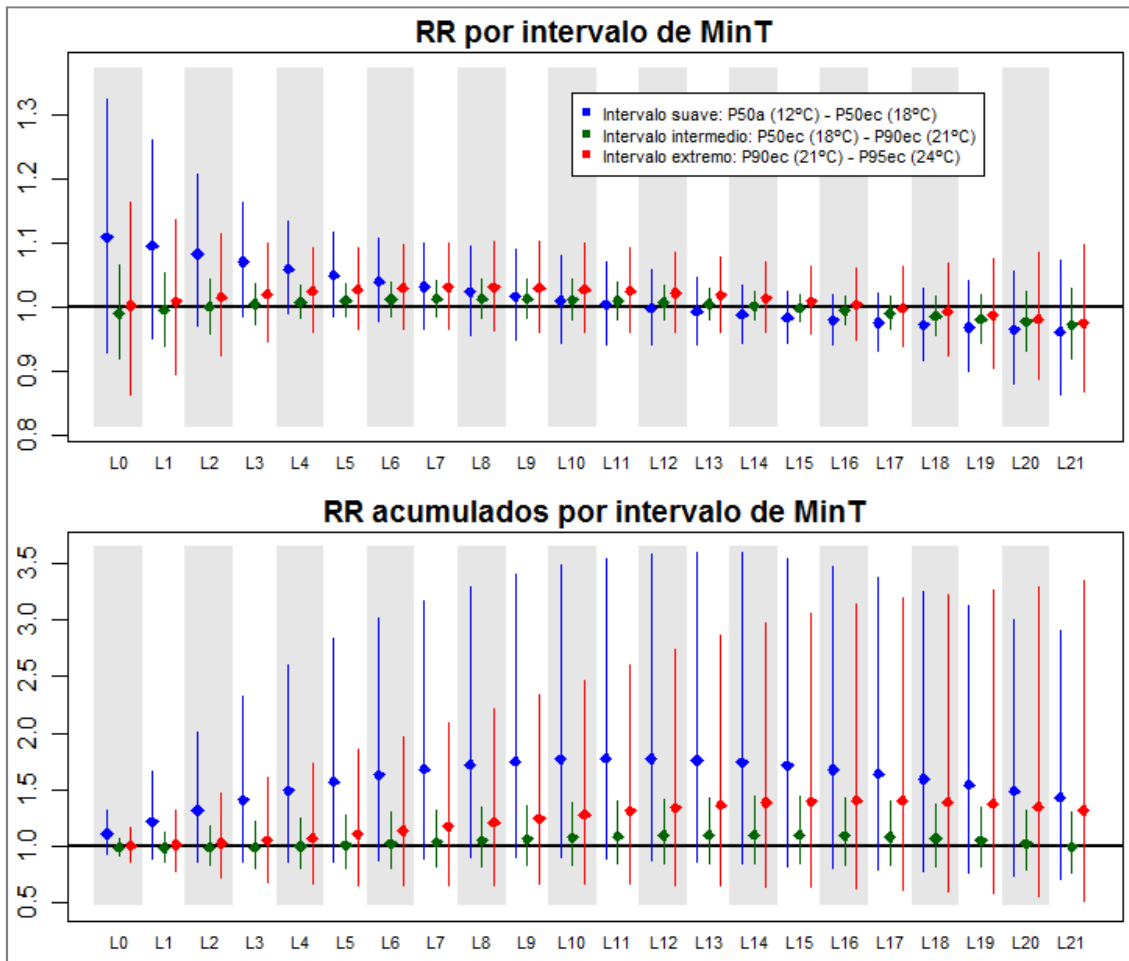 RR por intervalo de MinT
1.3
1.2
1.1
1.0
0.9
0.8
Intervalo suave: P50a (12ºC) - P50ec (18ºC)
Intervalo intermedio: P50ec (18ºC) - P90ec (21ºC)
Intervalo extremo: P90ec (21ºC) - P95ec (24ºC)
L0 L1 L2 L3 L4 L5 L6 L7 L8 L9 L10 L11 L12 L13 L14 L15 L16 L17 L18 L19 L20 L21
RR acumulados por intervalo de MinT
3.5
3.0
2.5
2.0
1.5
1.0
0.5
L0 L1 L2 L3 L4 L5 L6 L7 L8 L9 L10 L11 L12 L13 L14 L15 L16 L17 L18 L19 L20 L21